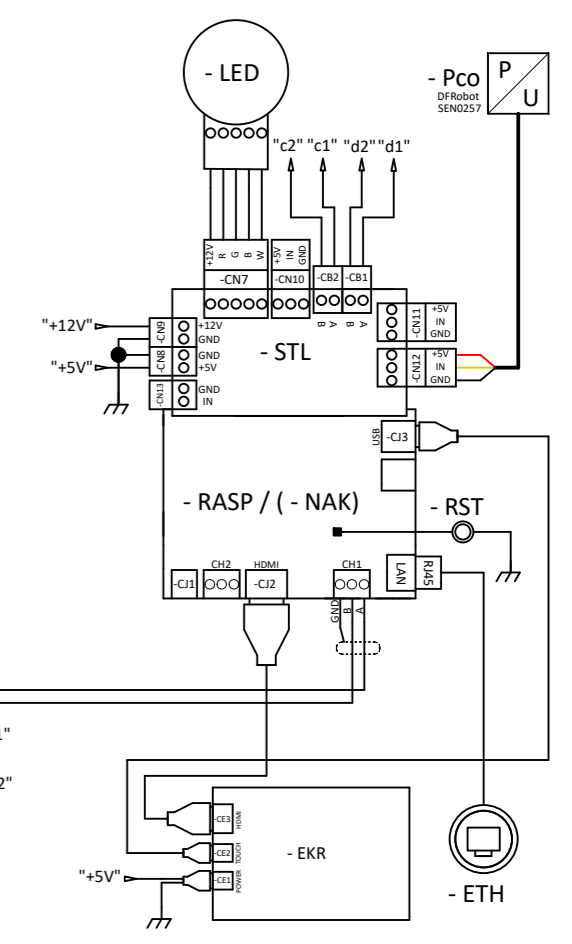 - LED
- Pco
DFRobot
SEN0257
P
U
"c2" "c1" "d2" "d1"
+12V
R
G
B
W
+5V
IN
GND
-CN7
-CN10
-CB2
-CB1
B
A
B
A
-CN11
+5V
IN
GND
"+12V"
-CN9
+12V
GND
- STL
-CN12
+5V
IN
GND
"+5V"
-CN8
GND
+5V
-CN13
GND
IN
USB
-CJ3
- RASP / ( - NAK)
- RST
CH2
HDMI
CH1
-CJ1
-CJ2
LAN
RJ45
GND
B
A
1"
2"
-CE3
HDMI
-CE2
TOUCH
- EKR
"+5V"
-CE1
POWER
- ETH